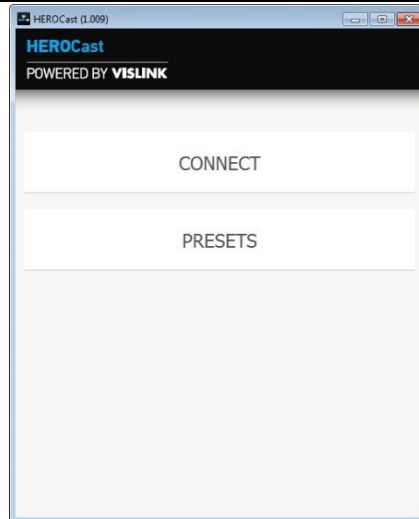 HEROCast (1.009)
HEROCast
POWERED BY VISLINK
CONNECT
PRESETS